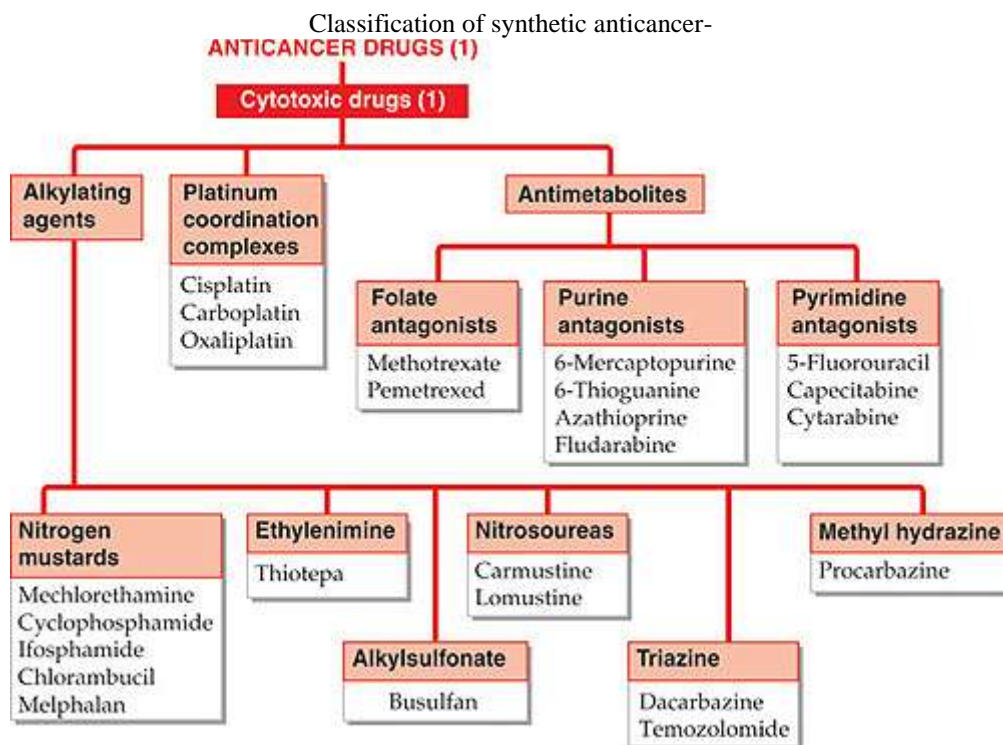 Classification of synthetic anticancer-
ANTICANCER DRUGS (1)
Cytotoxic drugs (1)
Alkylating
agents
Platinum
coordination
complexes
Cisplatin
Carboplatin
Oxaliplatin
Antimetabolites
Folate
antagonists
Methotrexate
Pemetrexed
Purine
antagonists
6-Mercaptopurine
6-Thioguanine
Azathioprine
Fludarabine
Pyrimidine
antagonists
5-Fluorouracil
Capecitabine
Cytarabine
Nitrogen
mustards
Mechlorethamine
Cyclophosphamide
Ifosphamide
Chlorambucil
Melphalan
Ethylenimine
Thiotepa
Alkylsulfonate
Busulfan
Nitrosoureas
Carmustine
Lomustine
Triazine
Dacarbazine
Temozolomide
Methyl hydrazine
Procarbazine